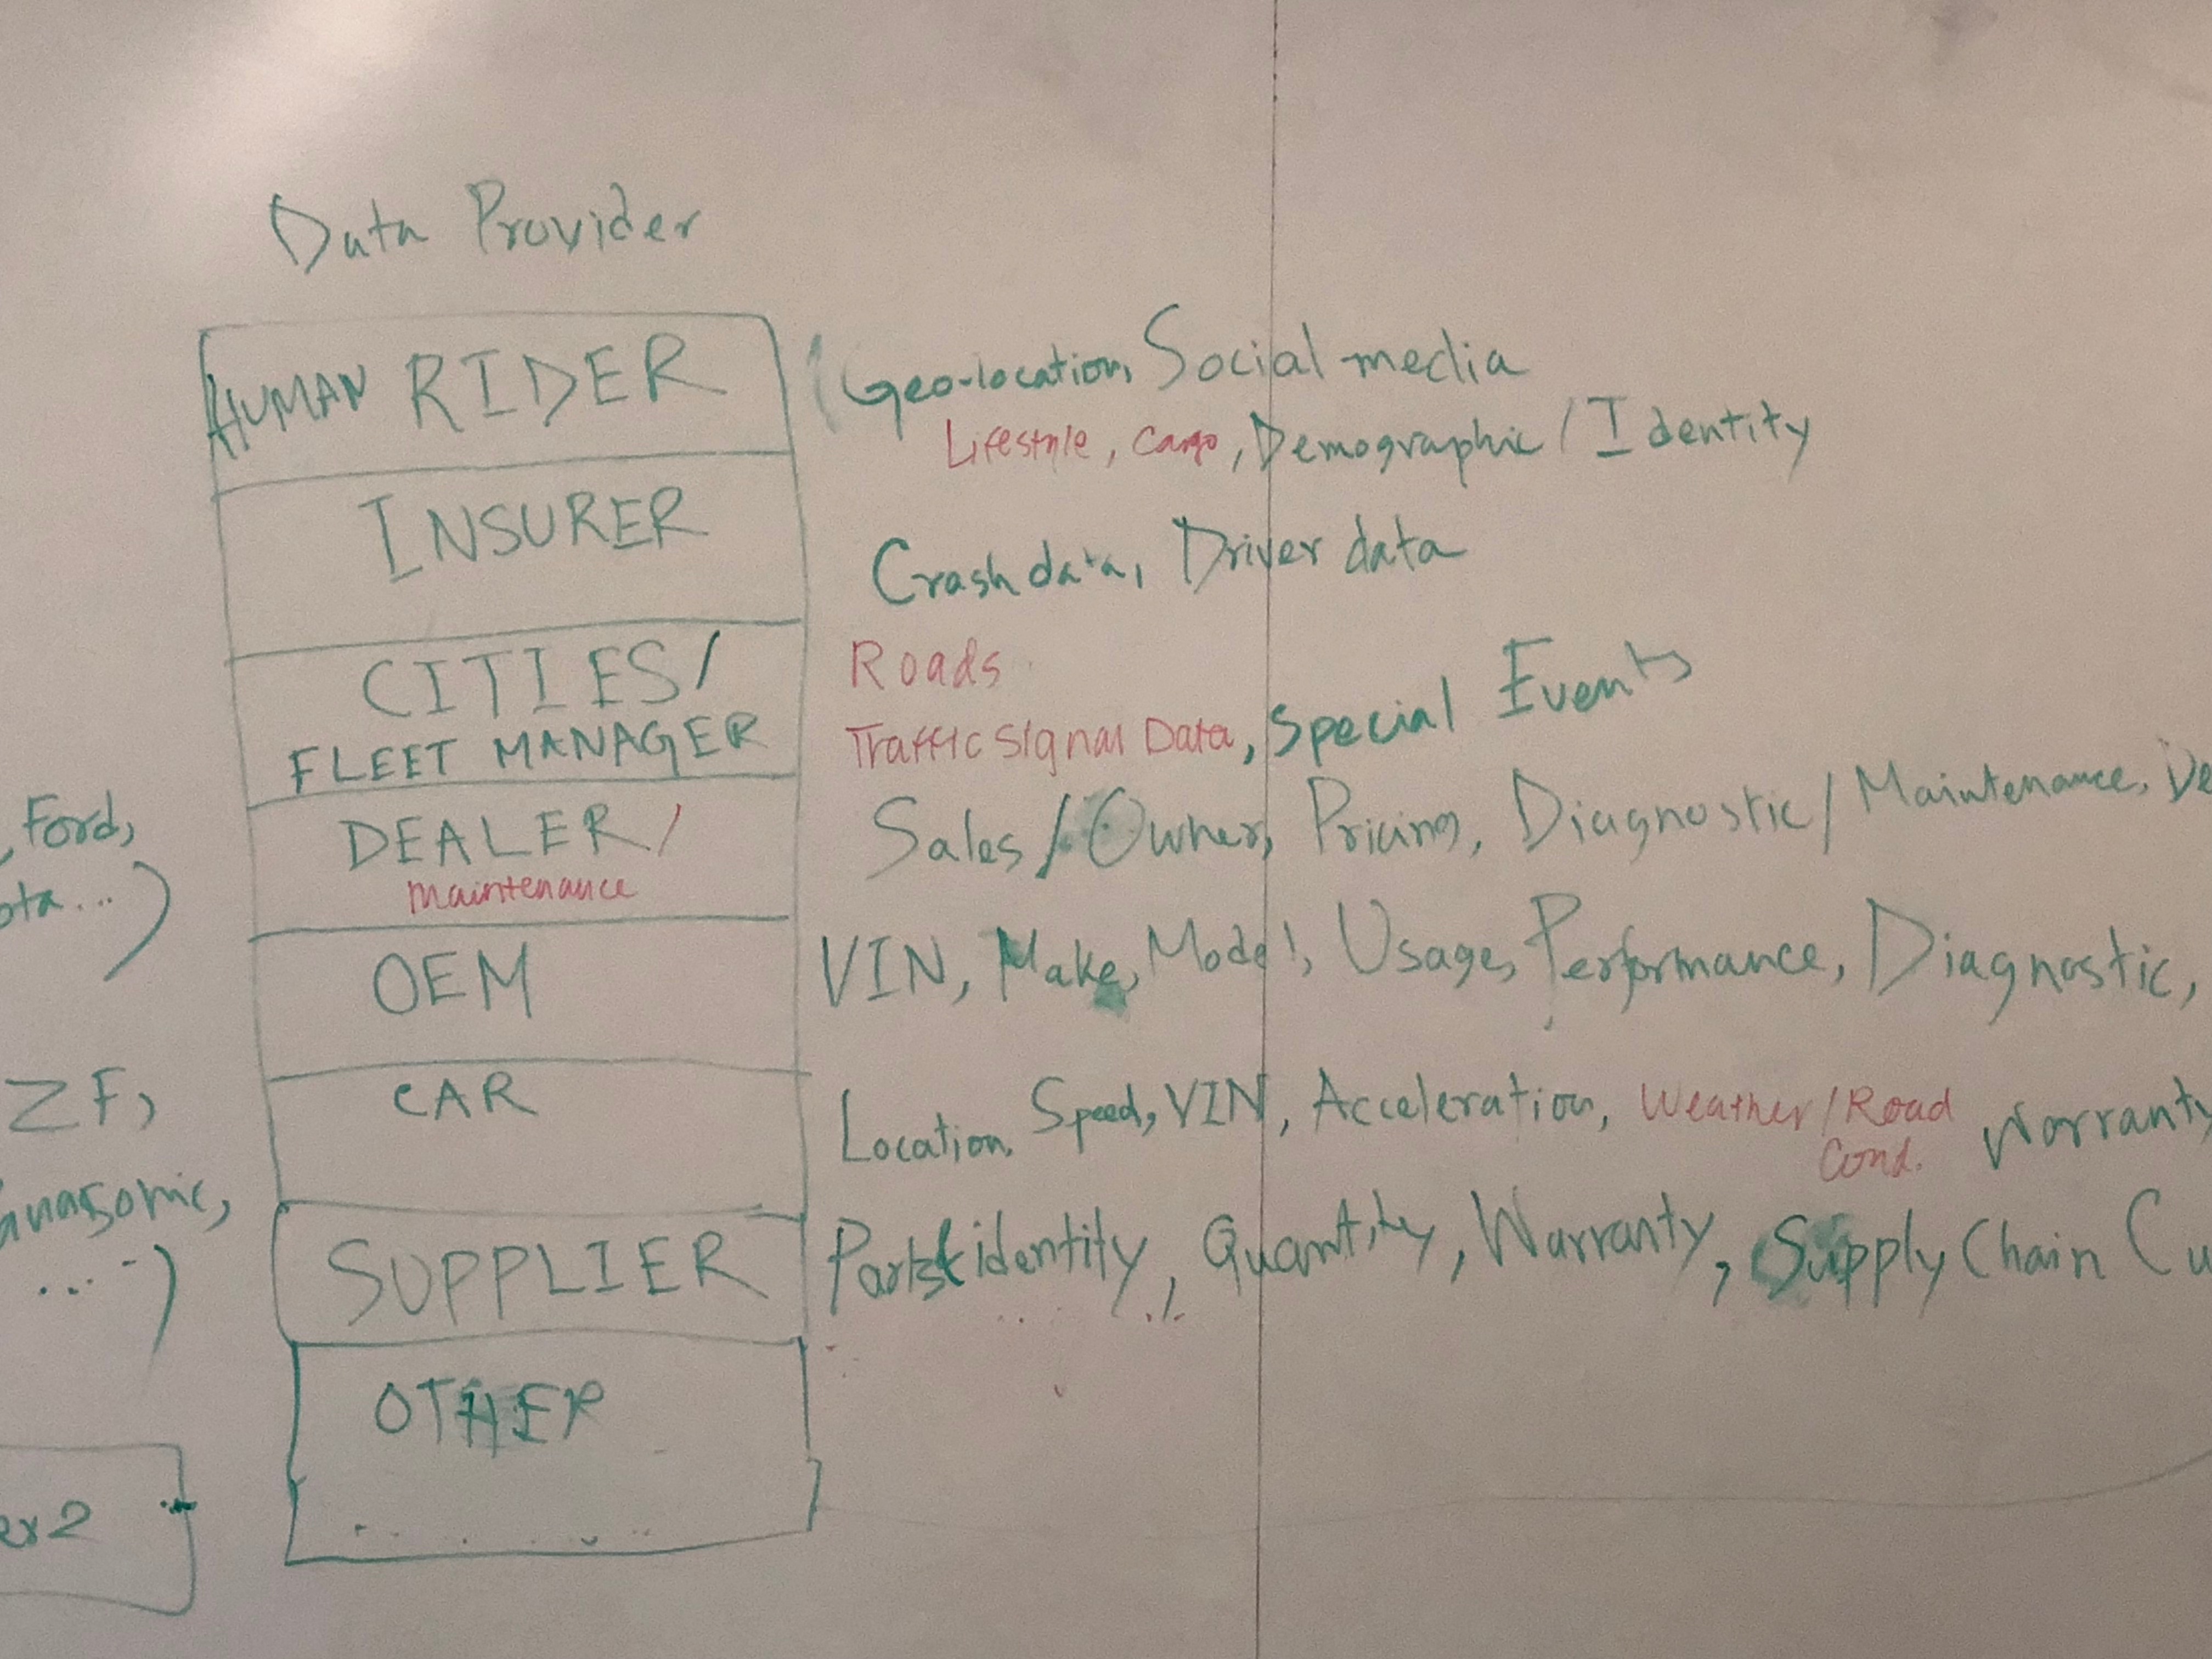 Data Provider
HUMAN RIDER
Geo-location, Social media
Lifestyle, cargo, Demographic / Identity
INSURER
Crash data, Driver data
CITIES/
FLEET MANAGER
Roads
Traffic Signal Data, Special Events
DEALER/
Maintenance
Sales / Owner, Pricing, Diagnostic / Maintenance, De
OEM
VIN, Make, Model, Usage, Performance, Diagnostic,
CAR
Location, Speed, VIN, Acceleration, Weather / Road
Cond.
Warranty
SUPPLIER
Parts identity, Quantity, Warranty, Supply Chain Cu
OTHER
Ford,
ota...)
ZF,
anasonic,
....)
er2